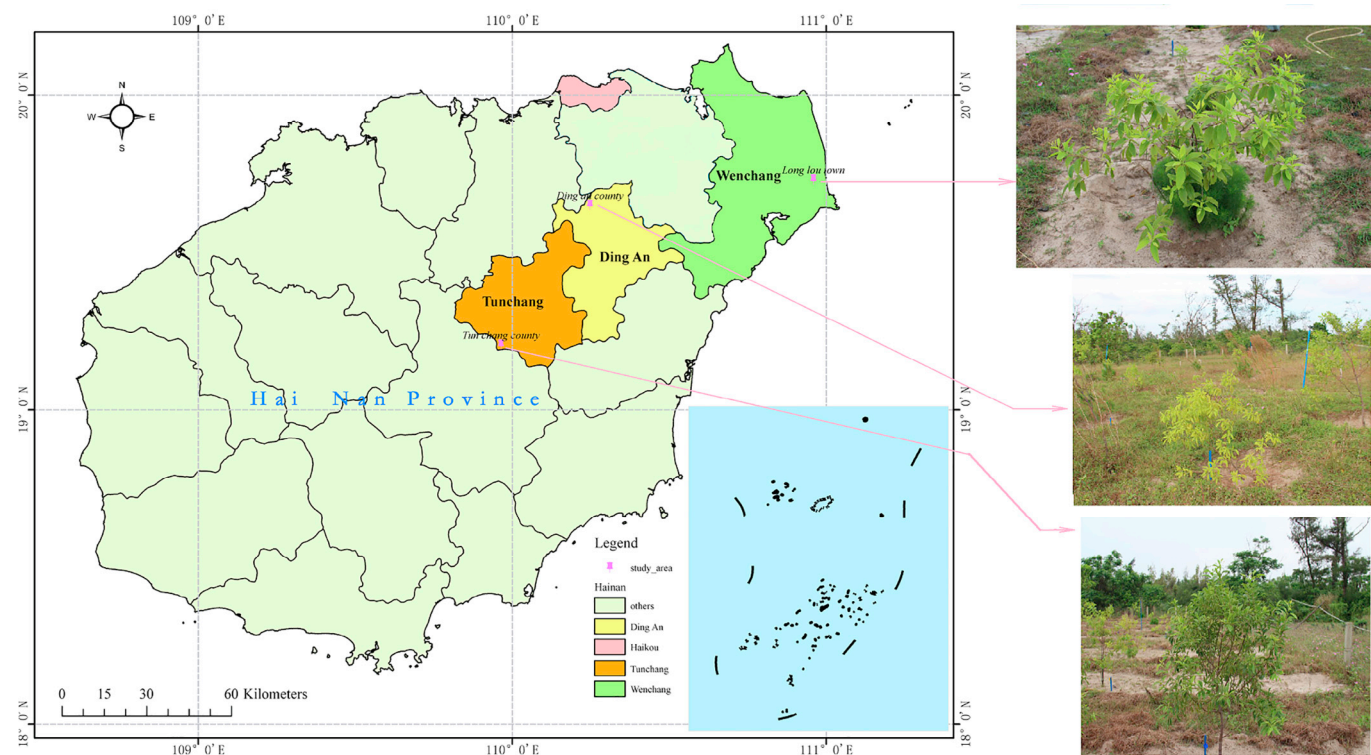 109° 0′E
110° 0′E
111° 0′E
20° 0′N
20° 0′N
N
W
E
S
Wenchang
Long lou town
Ding an county
Ding An
Tunchang
Tun chang county
Hai Nan Province
19° 0′N
19° 0′N
Legend
study_area
Hainan
others
Ding An
Haikou
Tunchang
Wenchang
0 15 30 60 Kilometers
18° 0′N
18° 0′N
109° 0′E
110° 0′E
111° 0′E